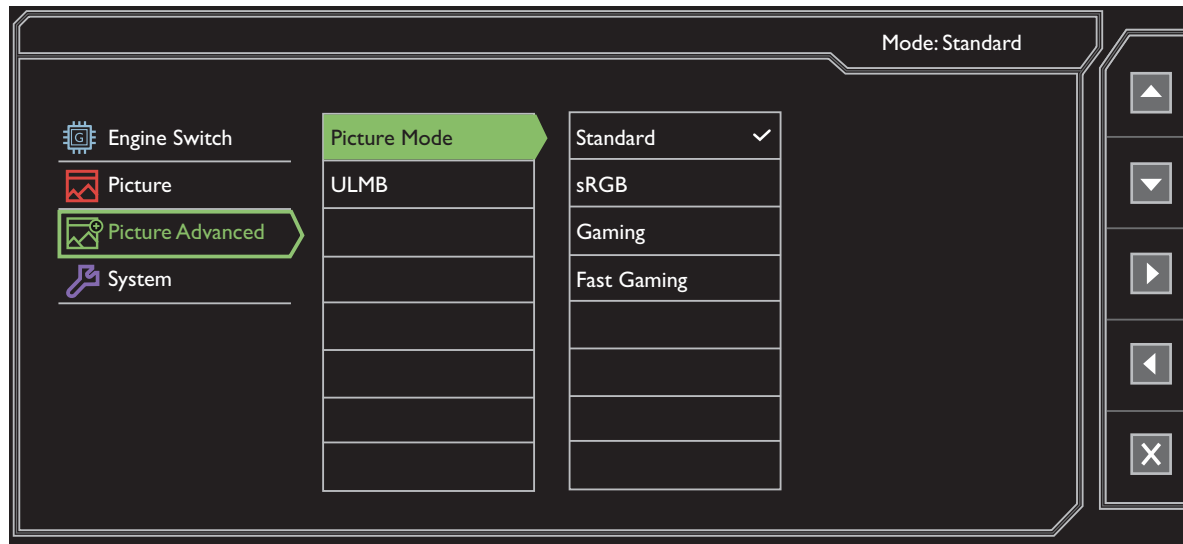 Mode: Standard
Engine Switch
Picture
Picture Advanced
System
Picture Mode
ULMB
Standard
sRGB
Gaming
Fast Gaming
G